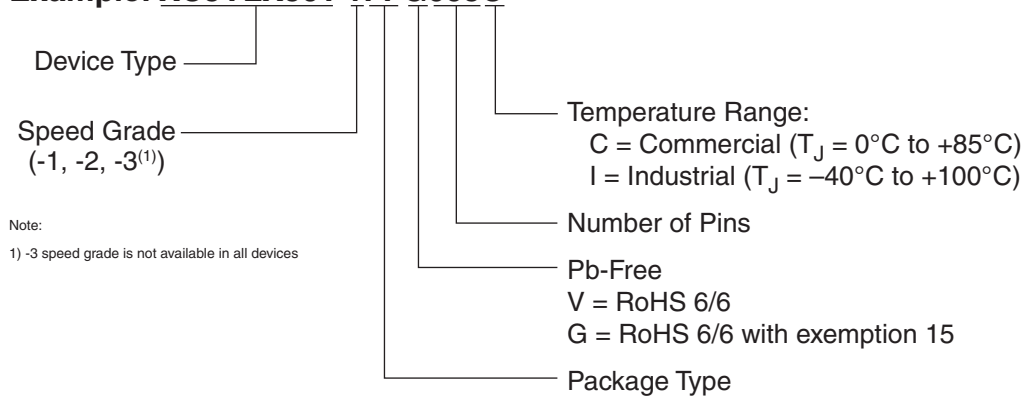 Device Type
Speed Grade
(-1, -2, -3(1))
Temperature Range:
C = Commercial (TJ = 0°C to +85°C)
I = Industrial (TJ = –40°C to +100°C)
Number of Pins
Note:
1) -3 speed grade is not available in all devices
Pb-Free
V = RoHS 6/6
G = RoHS 6/6 with exemption 15
Package Type